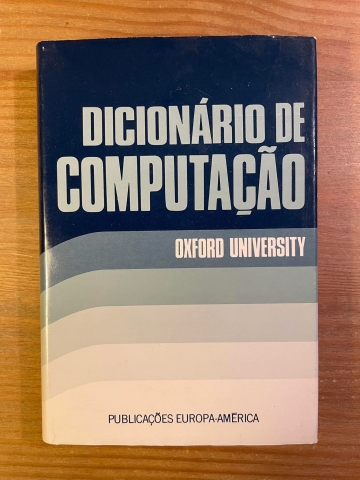 DICIONÁRIO DE
COMPUTAÇÃO
OXFORD UNIVERSITY
PUBLICAÇÕES EUROPA-AMÉRICA